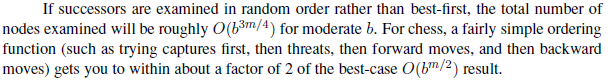 If successors are examined in random order rather than best-first, the total number of
nodes examined will be roughly O(b^{3m/4}) for moderate b. For chess, a fairly simple ordering
function (such as trying captures first, then threats, then forward moves, and then backward
moves) gets you to within about a factor of 2 of the best-case O(b^{m/2}) result.